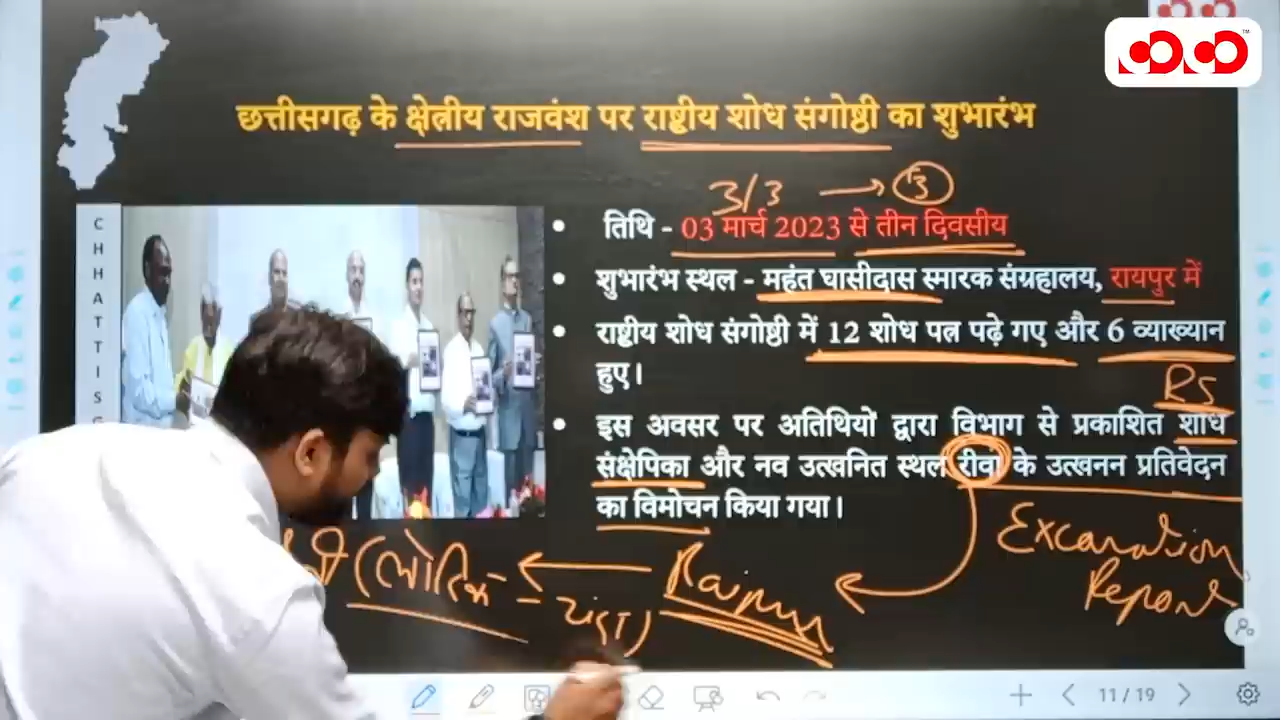 छत्तीसगढ़ के क्षेत्रीय राजवंश पर राष्ट्रीय शोध संगोष्ठी का शुभारंभ
3/3 → 3
CHHATTISG
• तिथि - 03 मार्च 2023 से तीन दिवसीय
• शुभारंभ स्थल - महंत घासीदास स्मारक संग्रहालय, रायपुर में
• राष्ट्रीय शोध संगोष्ठी में 12 शोध पत्र पढ़े गए और 6 व्याख्यान
हुए।
RS
• इस अवसर पर अतिथियों द्वारा विभाग से प्रकाशित शोध
संक्षेपिका और नव उत्खनित स्थल रीवां के उत्खनन प्रतिवेदन
का विमोचन किया गया।
Excavation
Report
Raipur
11 / 19